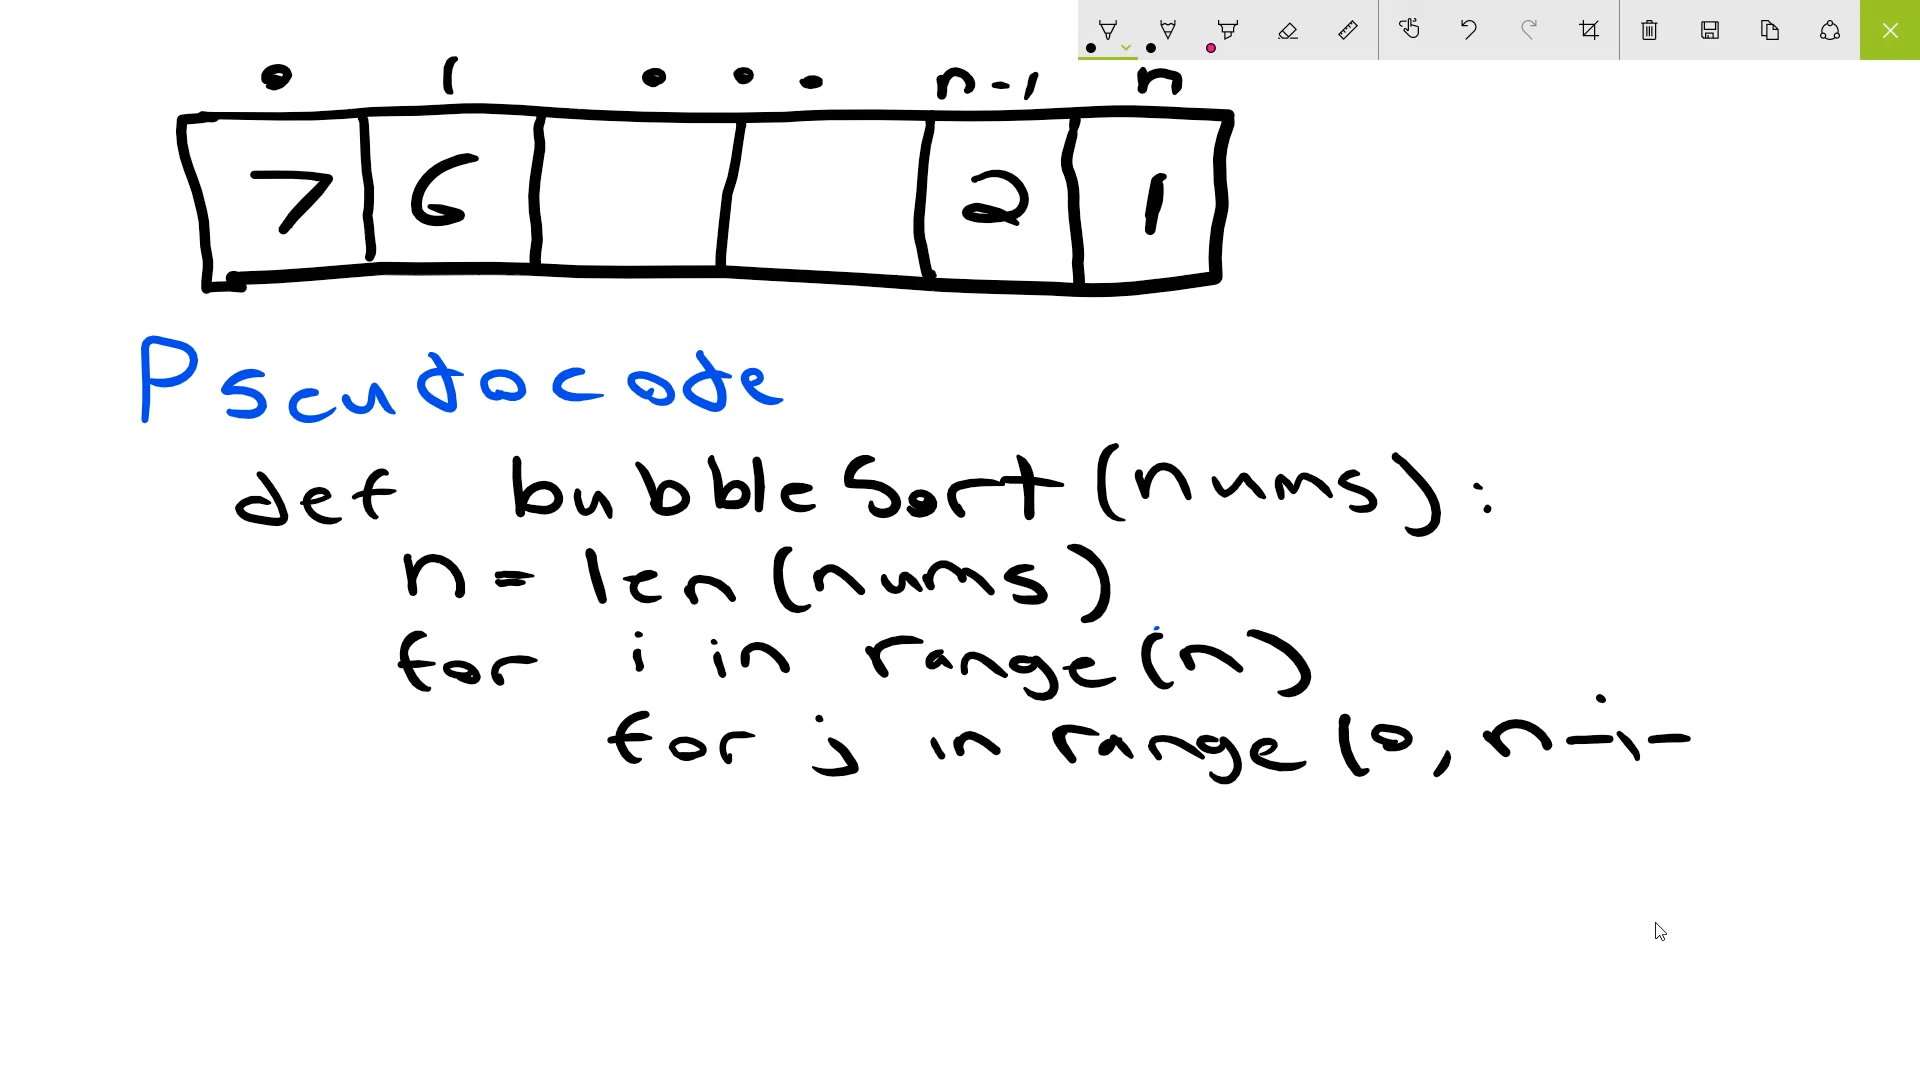 0 1 . . . n-1 n
7 6 2 1
Pseudocode
def bubbleSort(nums):
n = len(nums)
for i in range(n)
for j in range(0, n-i-